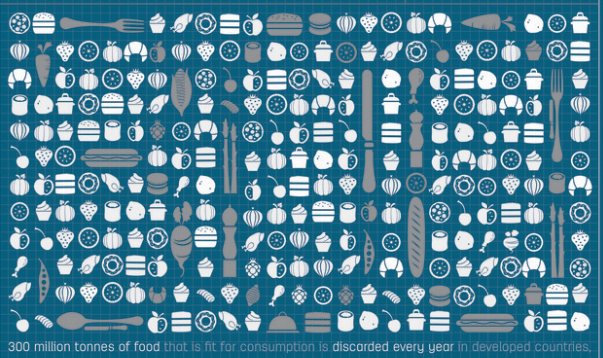 300 million tonnes of food that is fit for consumption is discarded every year in developed countries.